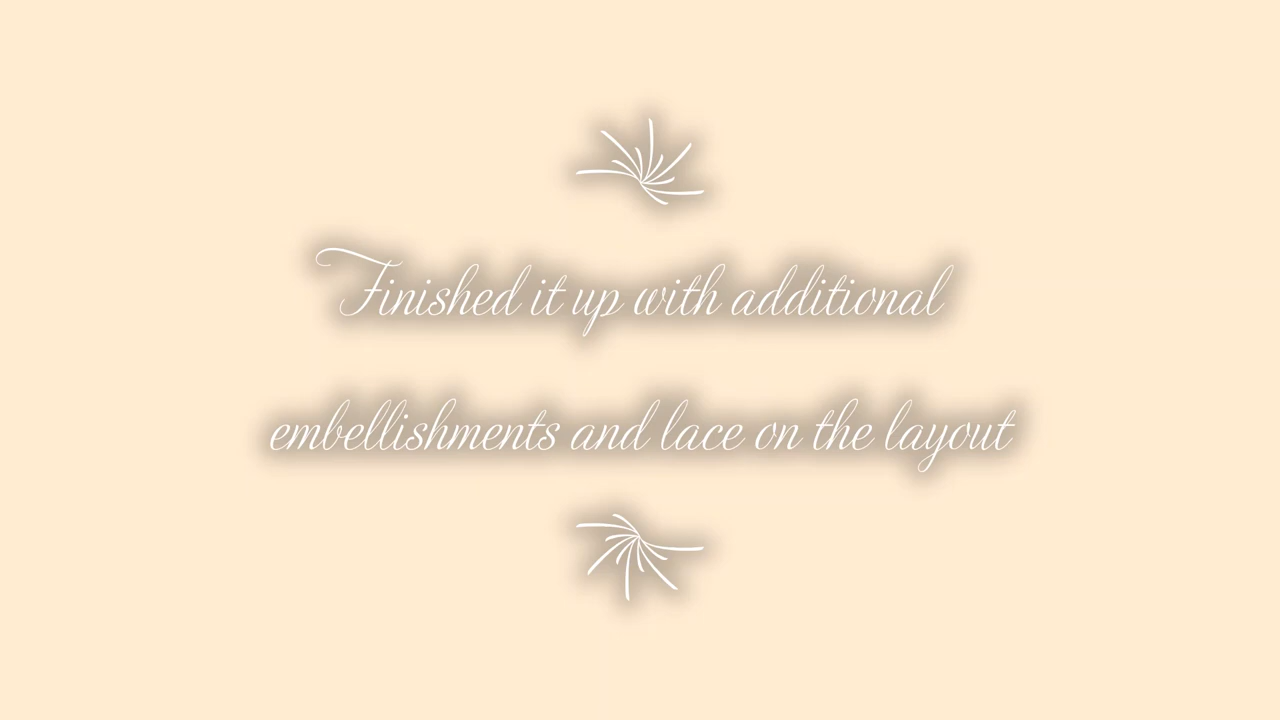 Finished it up with additional
embellishments and lace on the layout